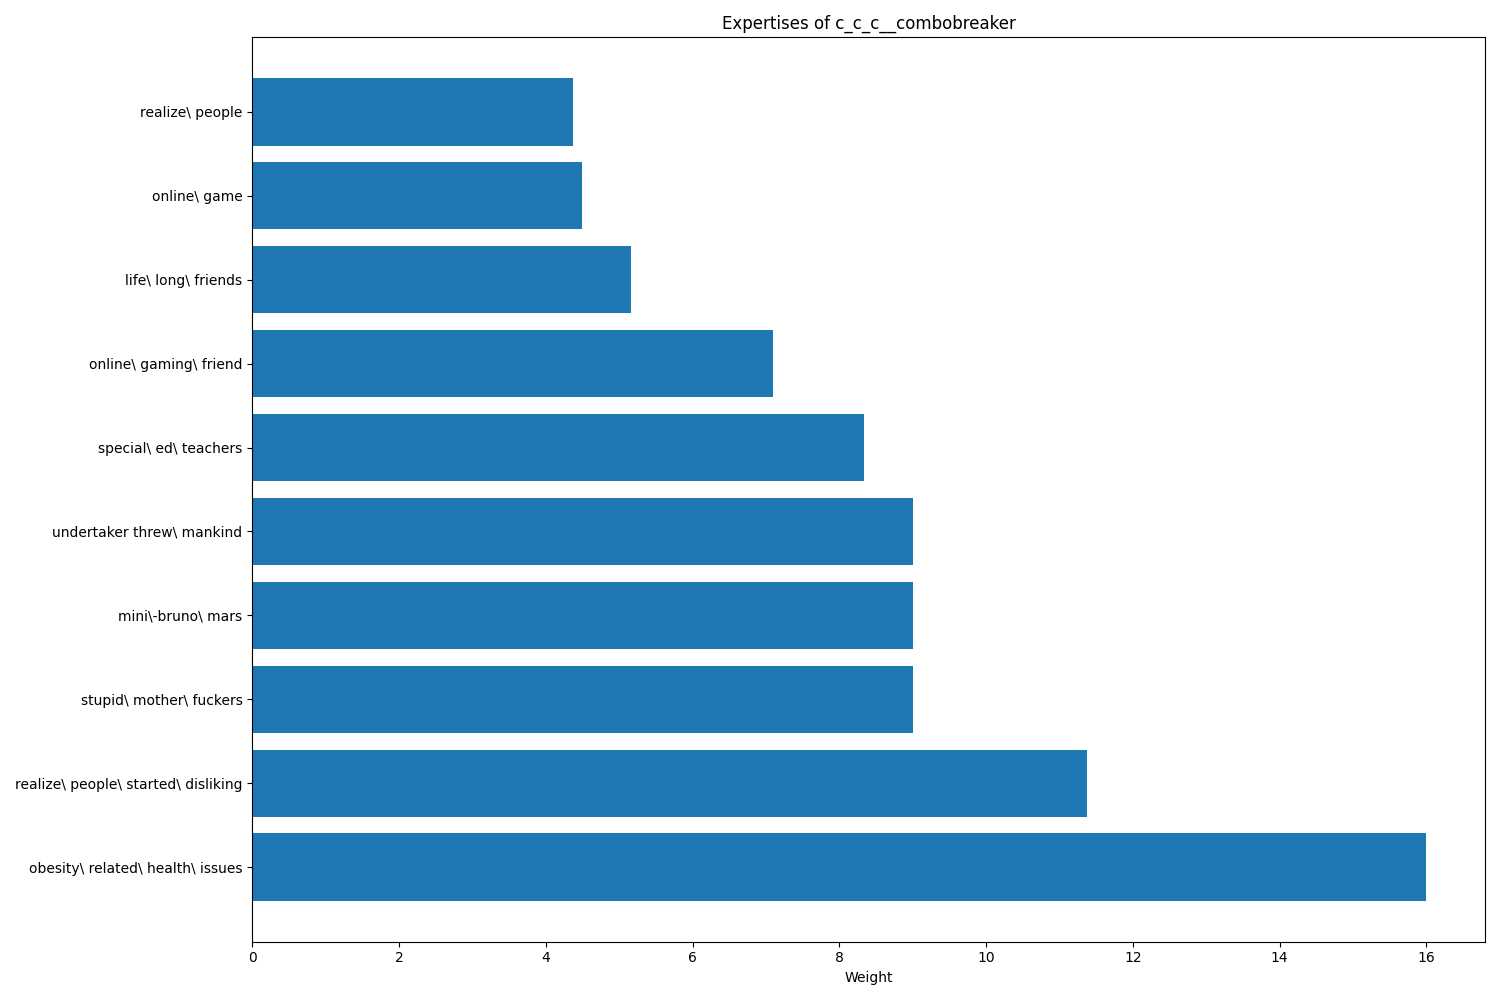 Expertises of c_c_c__combobreaker
realize\ people
online\ game
life\ long\ friends
online\ gaming\ friend
special\ ed\ teachers
undertaker threw\ mankind
mini\-bruno\ mars
stupid\ mother\ fuckers
realize\ people\ started\ disliking
obesity\ related\ health\ issues
0 2 4 6 8 10 12 14 16
Weight